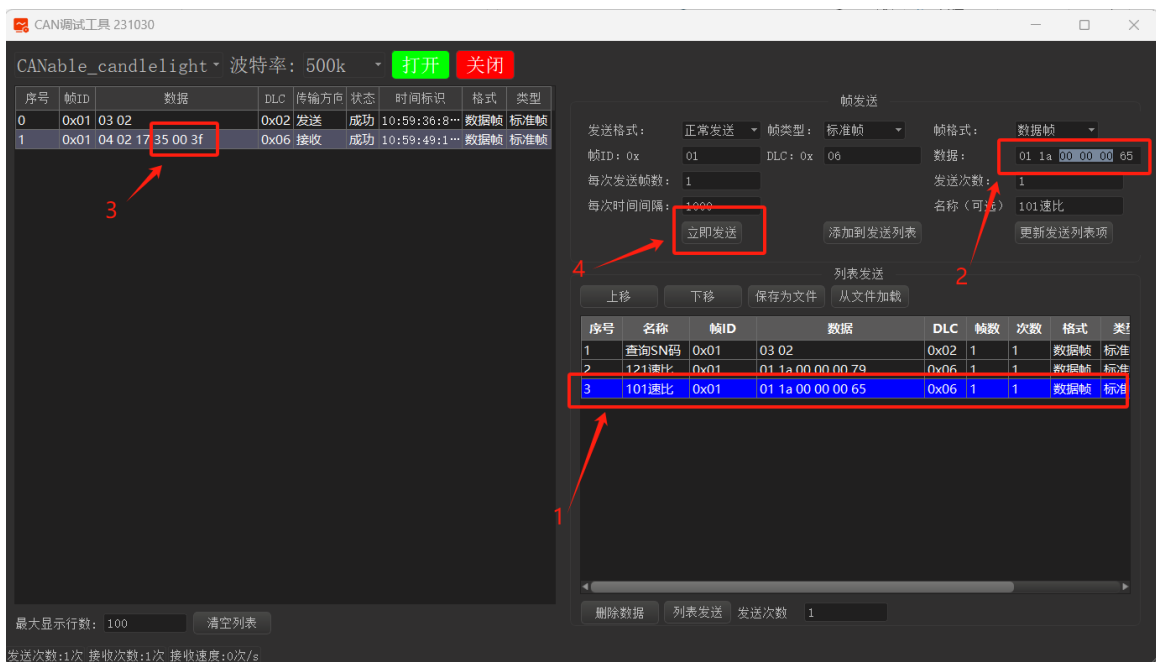 CAN调试工具 231030
CANable_candlelight 波特率: 500k 打开 关闭
序号 帧ID 数据 DLC 传输方向 状态 时间标识 格式 类型
0 0x01 03 02 0x02 发送 成功 10:59:36:8… 数据帧 标准帧
1 0x01 04 02 17 35 00 3f 0x06 接收 成功 10:59:49:1… 数据帧 标准帧
3
最大显示行数: 100 清空列表
发送次数:1次 接收次数:1次 接收速度:0次/s
帧发送
发送格式: 正常发送 帧类型: 标准帧 帧格式: 数据帧
帧ID: 0x 01 DLC: 0x 06 数据: 01 1a 00 00 00 65
每次发送帧数: 1 发送次数: 1
每次时间间隔: 1000 名称(可选) 101速比
立即发送 添加到发送列表 更新发送列表项
4
2
列表发送
上移 下移 保存为文件 从文件加载
序号 名称 帧ID 数据 DLC 帧数 次数 格式 类型
1 查询SN码 0x01 03 02 0x02 1 1 数据帧 标准
2 121速比 0x01 01 1a 00 00 00 79 0x06 1 1 数据帧 标准
3 101速比 0x01 01 1a 00 00 00 65 0x06 1 1 数据帧 标准
1
删除数据 列表发送 发送次数 1